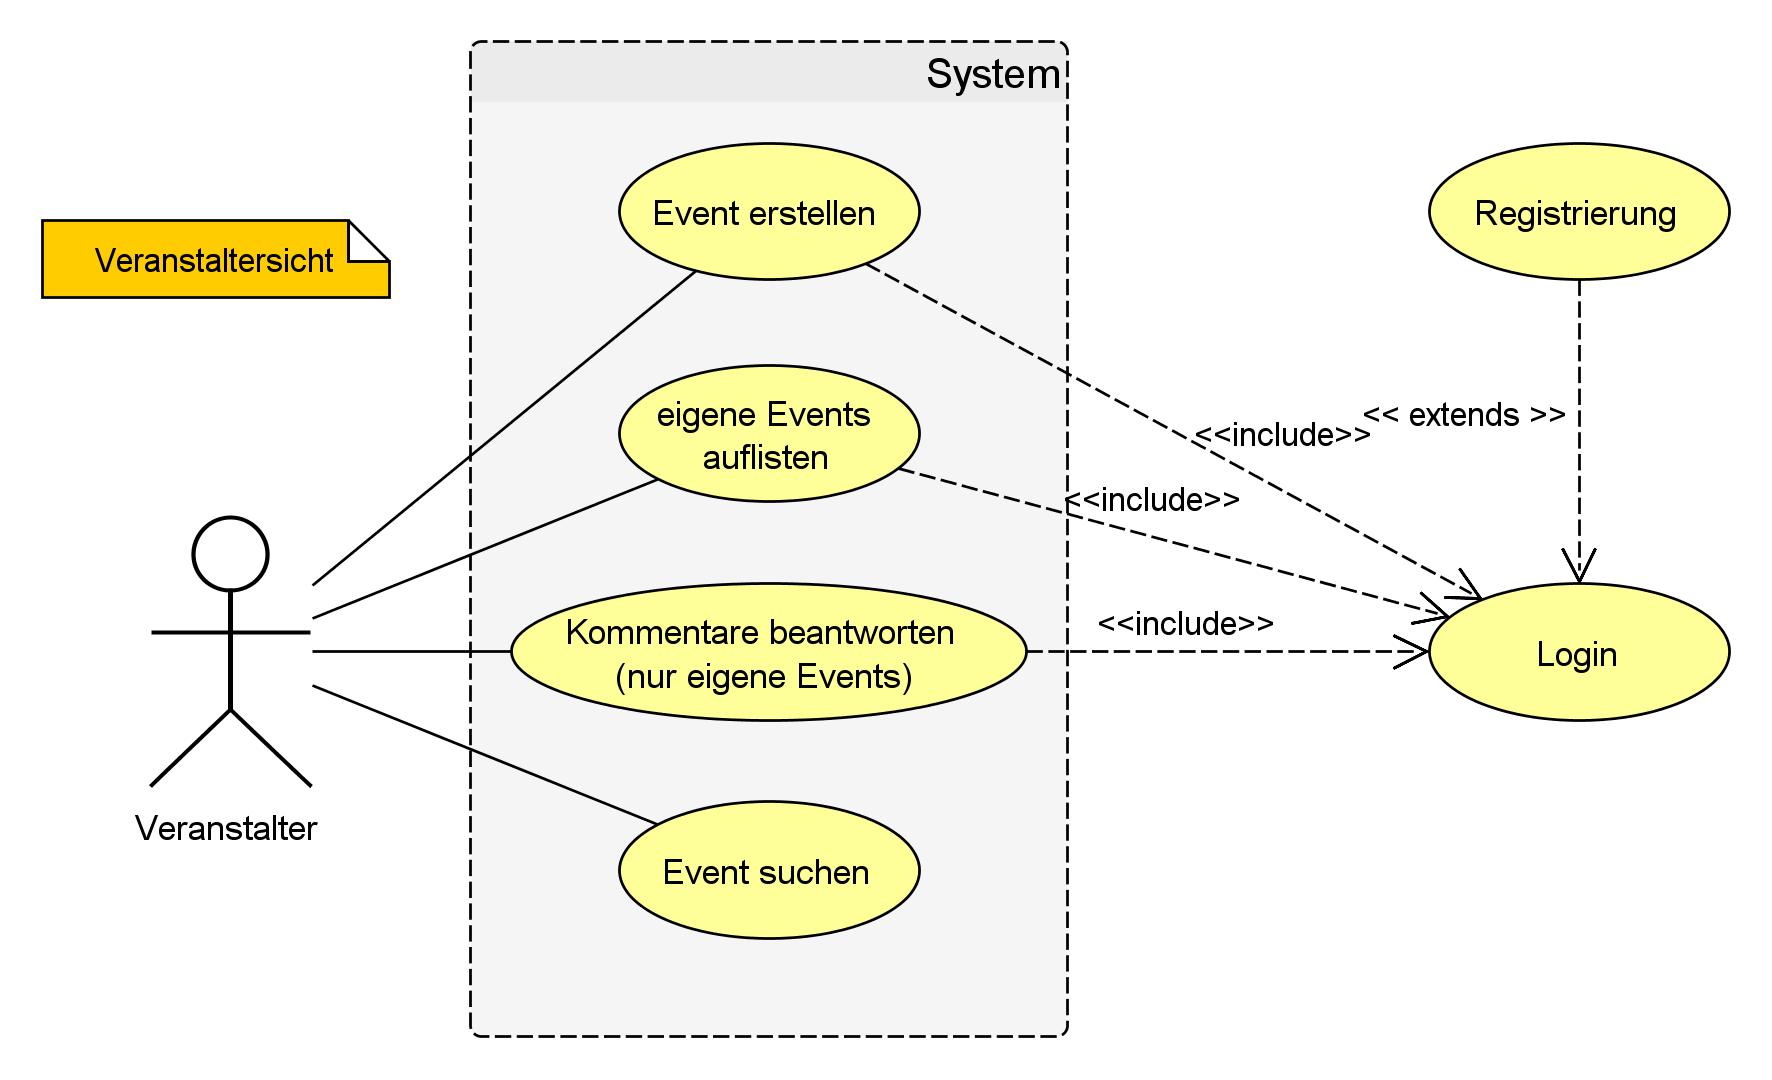 System
Event erstellen
Registrierung
Veranstaltersicht
eigene Events
auflisten
<< extends >>
<<include>>
<<include>>
<<include>>
Kommentare beantworten
(nur eigene Events)
Login
Veranstalter
Event suchen